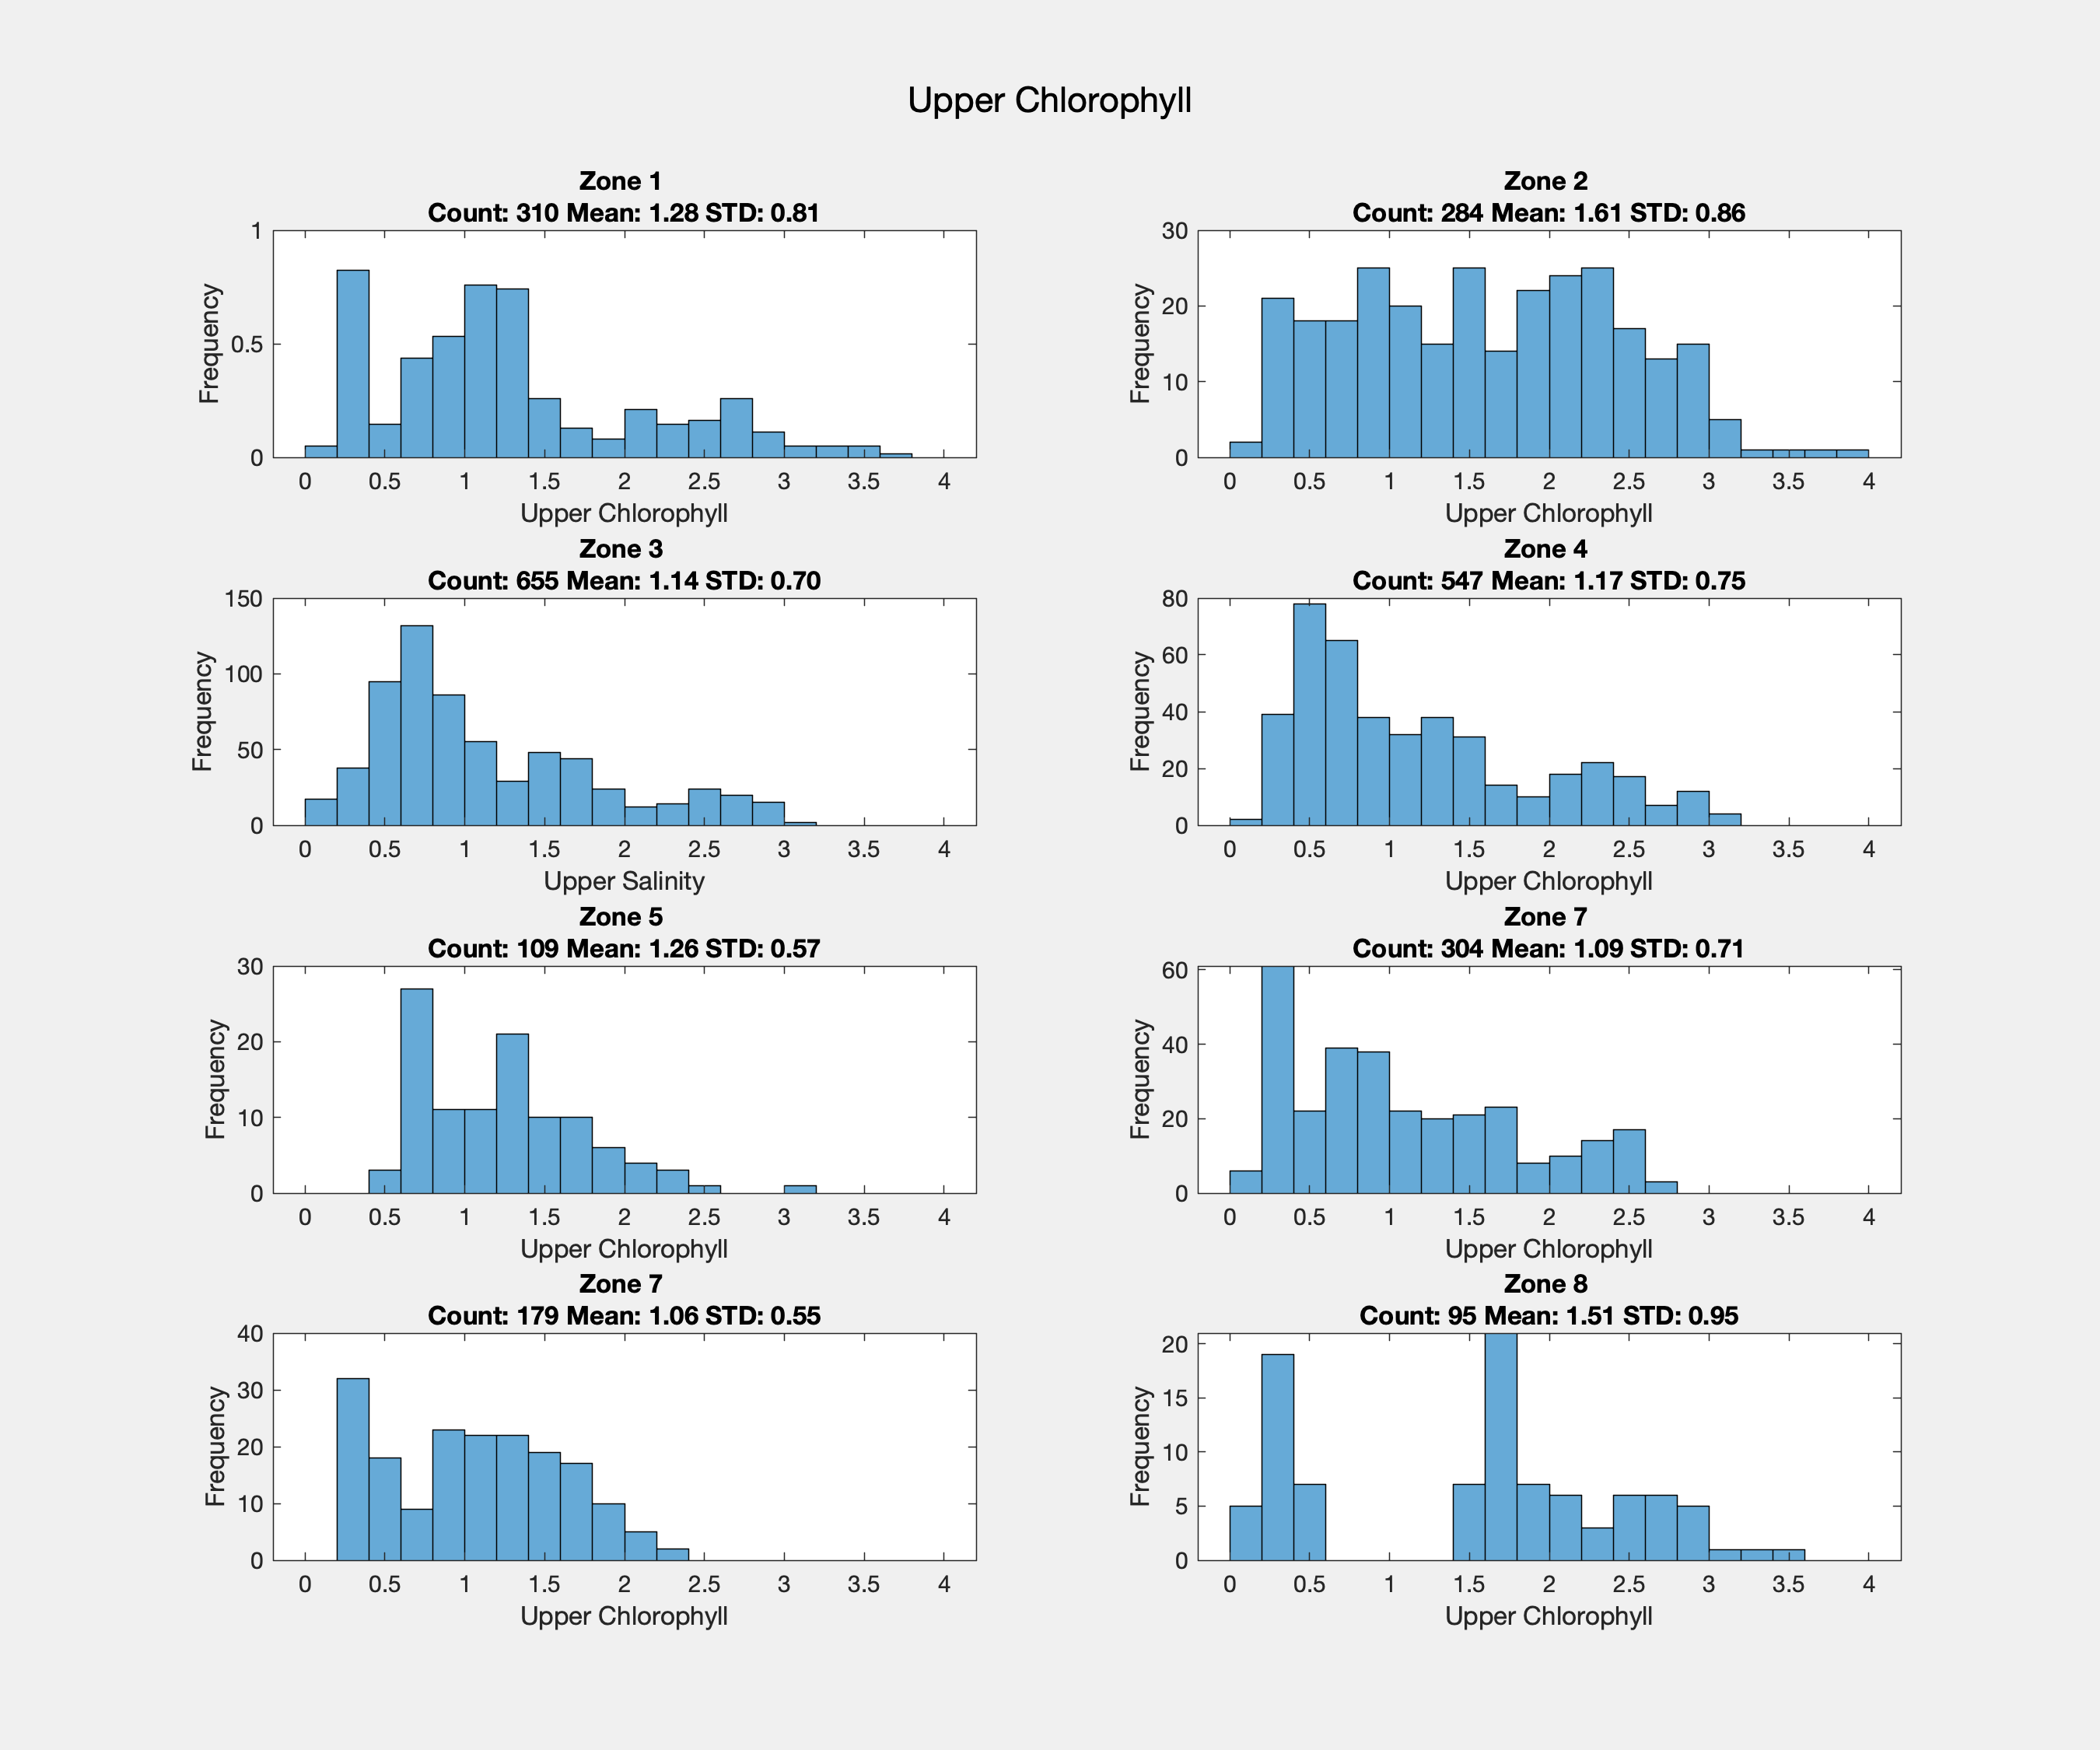 Upper Chlorophyll
Zone 1
Count: 310 Mean: 1.28 STD: 0.81
1
0.5
0
Frequency
0 0.5 1 1.5 2 2.5 3 3.5 4
Upper Chlorophyll
Zone 2
Count: 284 Mean: 1.61 STD: 0.86
30
20
10
0
Frequency
0 0.5 1 1.5 2 2.5 3 3.5 4
Upper Chlorophyll
Zone 3
Count: 655 Mean: 1.14 STD: 0.70
150
100
50
0
Frequency
0 0.5 1 1.5 2 2.5 3 3.5 4
Upper Salinity
Zone 4
Count: 547 Mean: 1.17 STD: 0.75
80
60
40
20
0
Frequency
0 0.5 1 1.5 2 2.5 3 3.5 4
Upper Chlorophyll
Zone 5
Count: 109 Mean: 1.26 STD: 0.57
30
20
10
0
Frequency
0 0.5 1 1.5 2 2.5 3 3.5 4
Upper Chlorophyll
Zone 7
Count: 304 Mean: 1.09 STD: 0.71
60
40
20
0
Frequency
0 0.5 1 1.5 2 2.5 3 3.5 4
Upper Chlorophyll
Zone 7
Count: 179 Mean: 1.06 STD: 0.55
40
30
20
10
0
Frequency
0 0.5 1 1.5 2 2.5 3 3.5 4
Upper Chlorophyll
Zone 8
Count: 95 Mean: 1.51 STD: 0.95
20
15
10
5
0
Frequency
0 0.5 1 1.5 2 2.5 3 3.5 4
Upper Chlorophyll